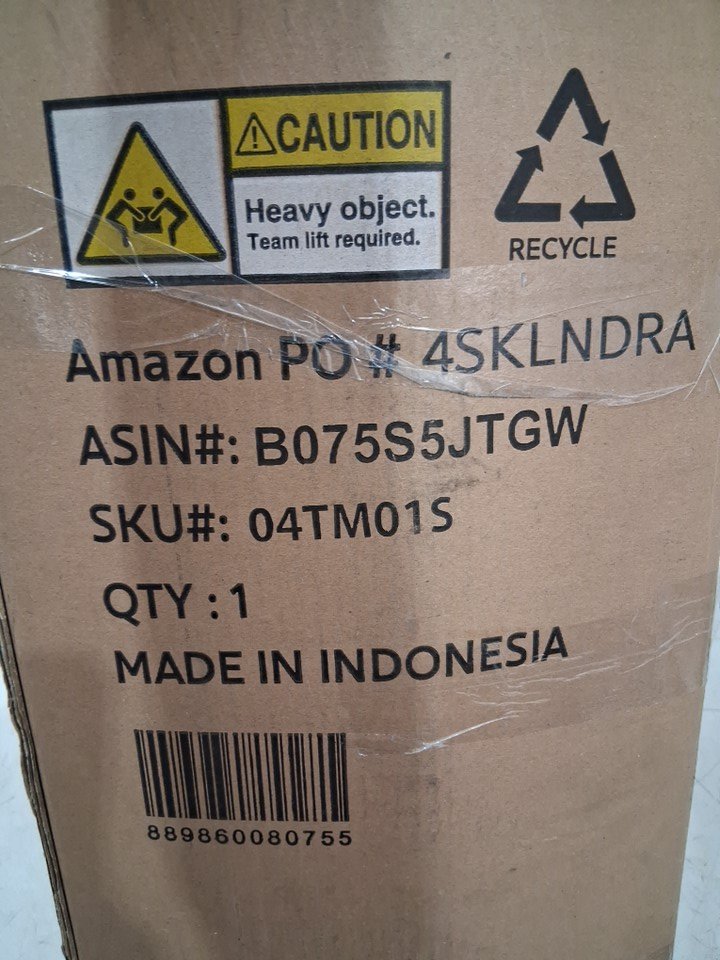 CAUTION
Heavy object.
Team lift required.
RECYCLE
Amazon PO # 4SKLNDRA
ASIN#: B075S5JTGW
SKU#: 04TM01S
QTY : 1
MADE IN INDONESIA
889860080755